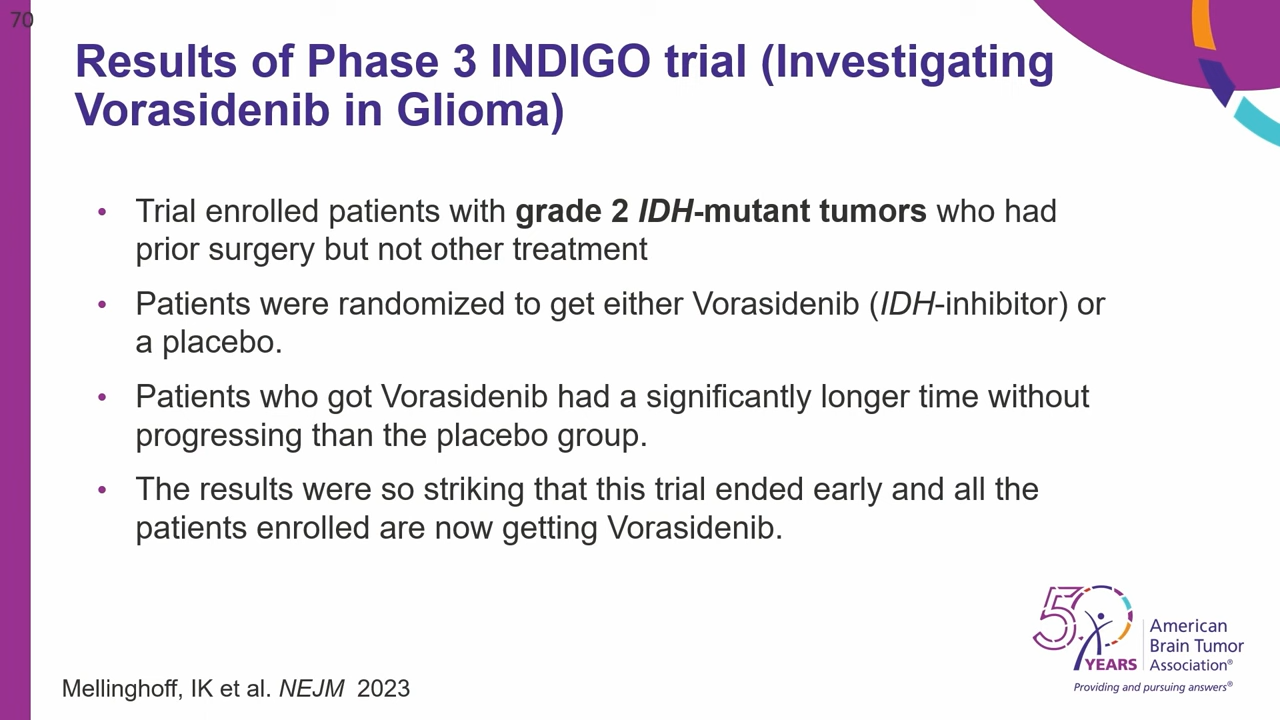 70
Results of Phase 3 INDIGO trial (Investigating
Vorasidenib in Glioma)
• Trial enrolled patients with grade 2 IDH-mutant tumors who had
prior surgery but not other treatment
• Patients were randomized to get either Vorasidenib (IDH-inhibitor) or
a placebo.
• Patients who got Vorasidenib had a significantly longer time without
progressing than the placebo group.
• The results were so striking that this trial ended early and all the
patients enrolled are now getting Vorasidenib.
50
YEARS
American
Brain Tumor
Association®
Providing and pursuing answers®
Mellinghoff, IK et al. NEJM 2023